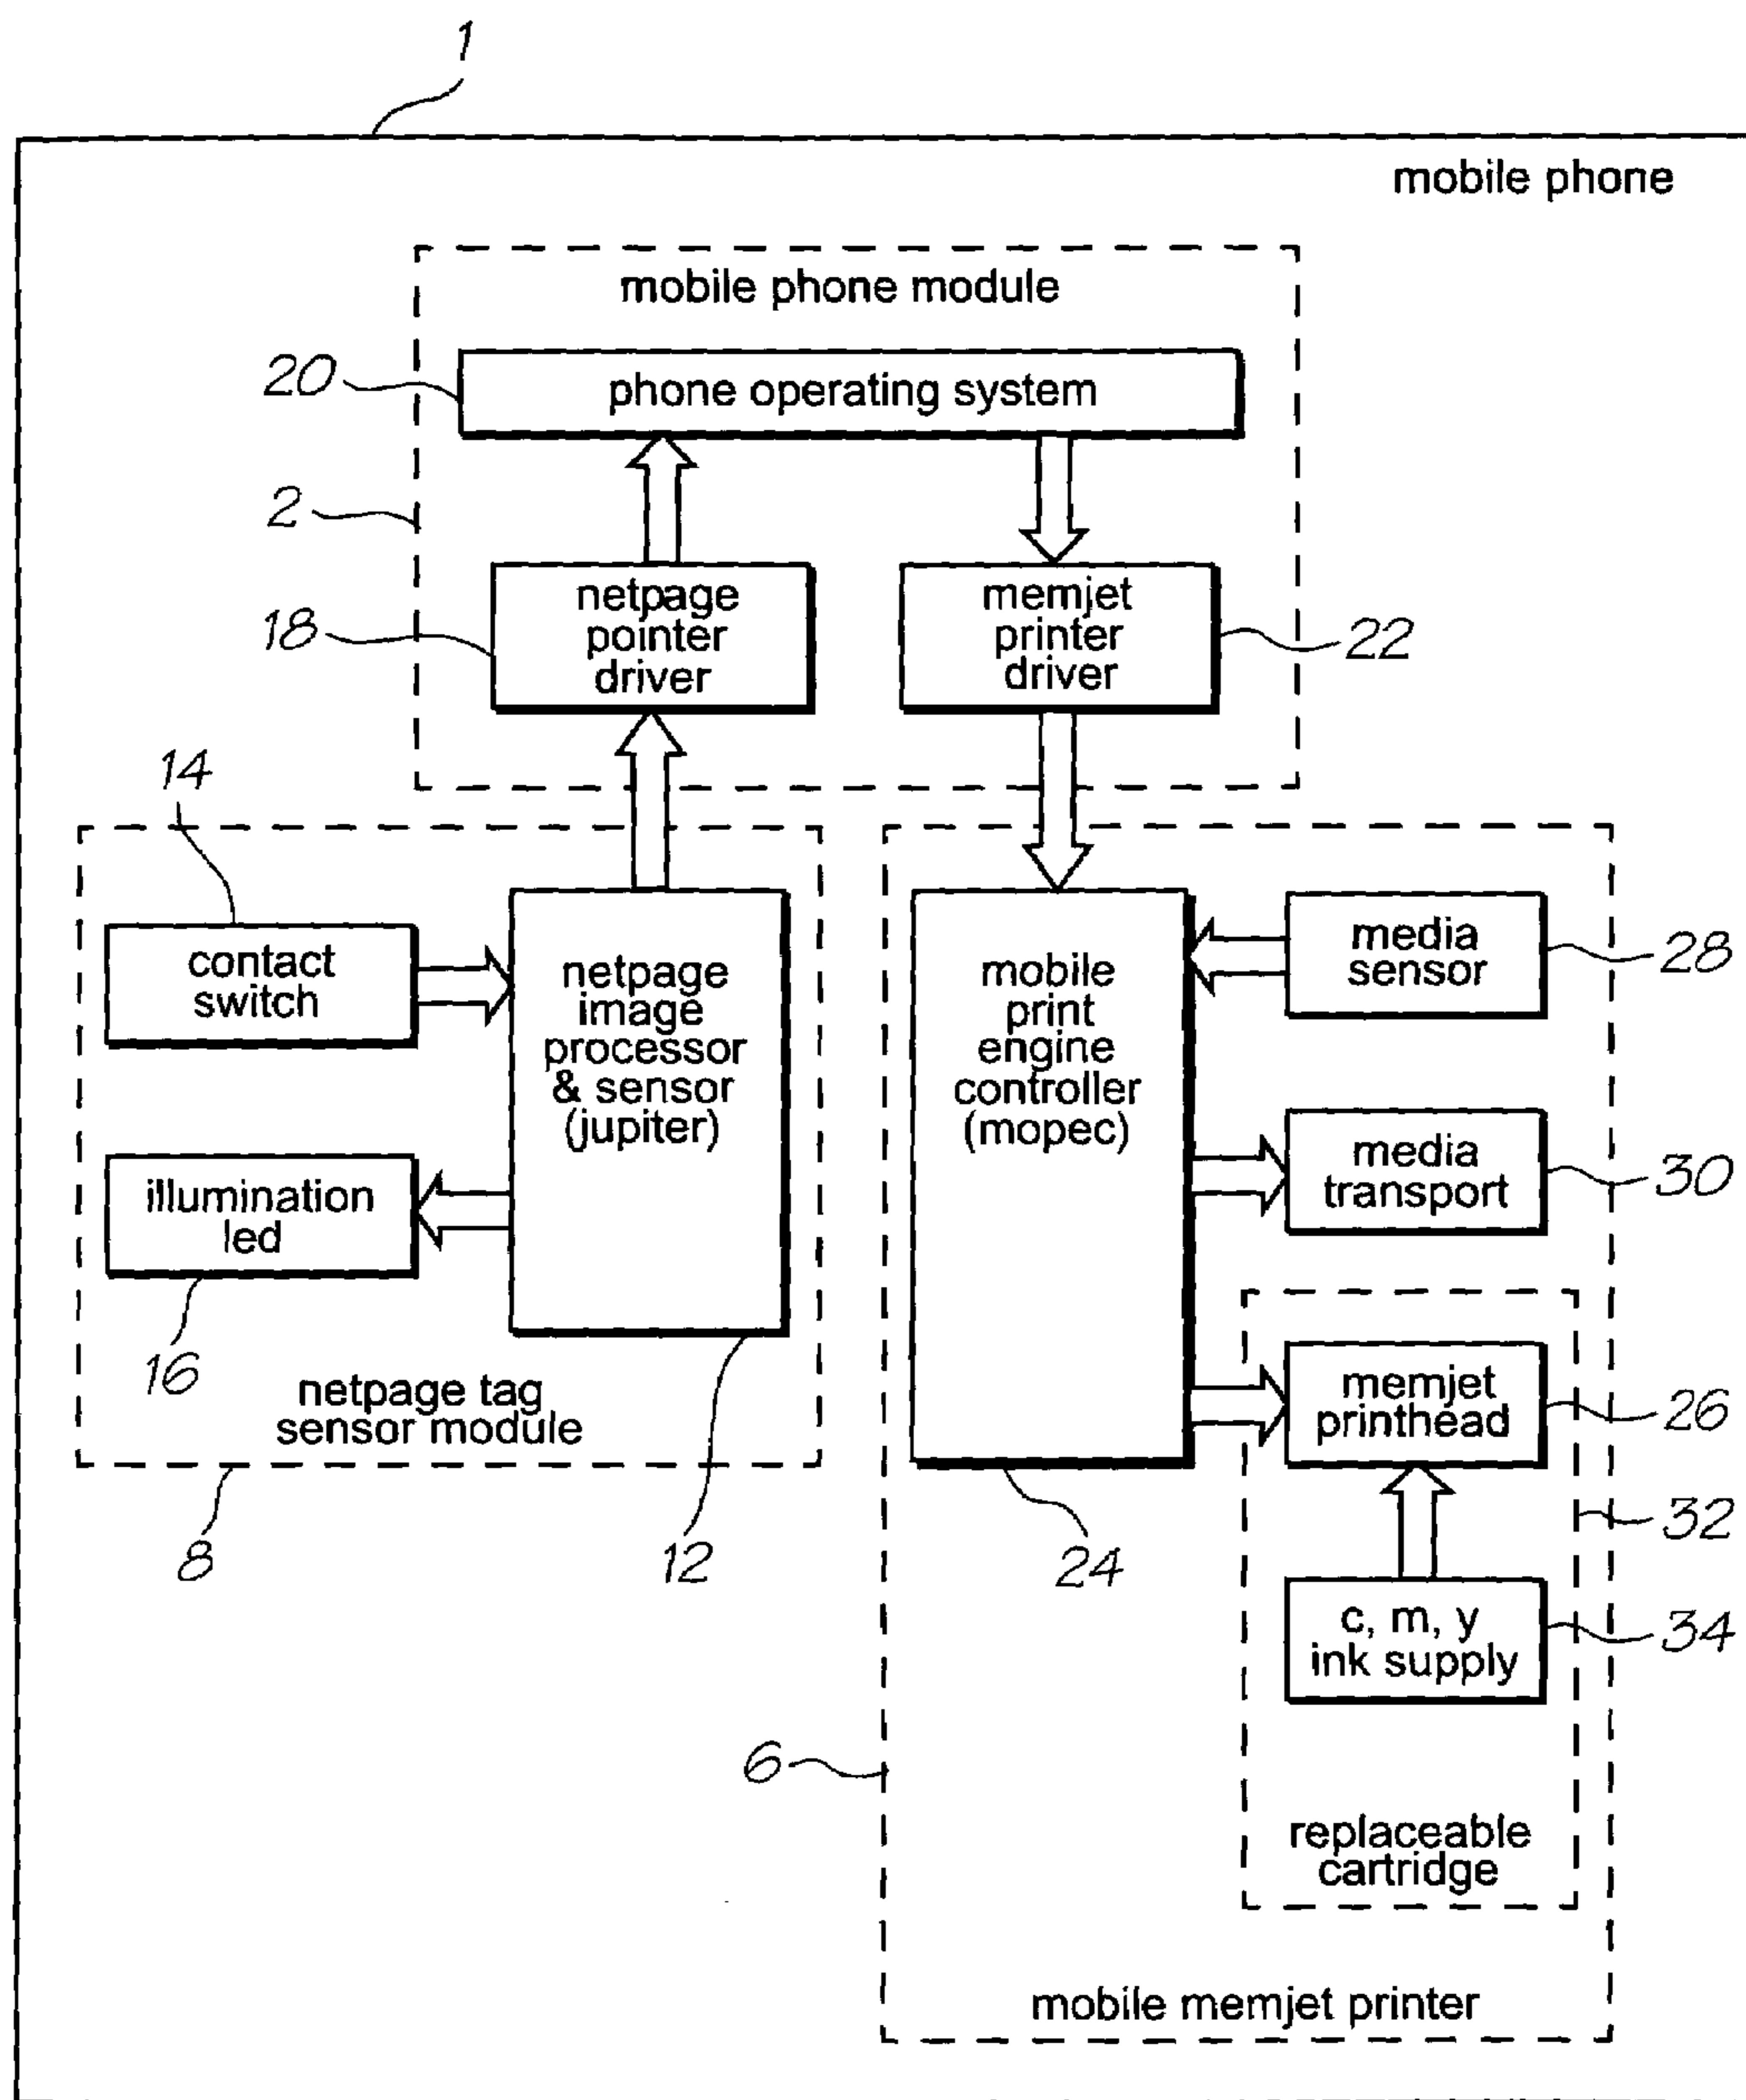 1
mobile phone
mobile phone module
20
phone operating system
2
netpage
pointer
driver
18
memjet
printer
driver
22
14
contact
switch
netpage
image
processor
& sensor
(jupiter)
illumination
led
16
netpage tag
sensor module
8
12
mobile
print
engine
controller
(mopec)
media
sensor
28
media
transport
30
memjet
printhead
26
32
24
c, m, y
ink supply
34
6
replaceable
cartridge
mobile memjet printer